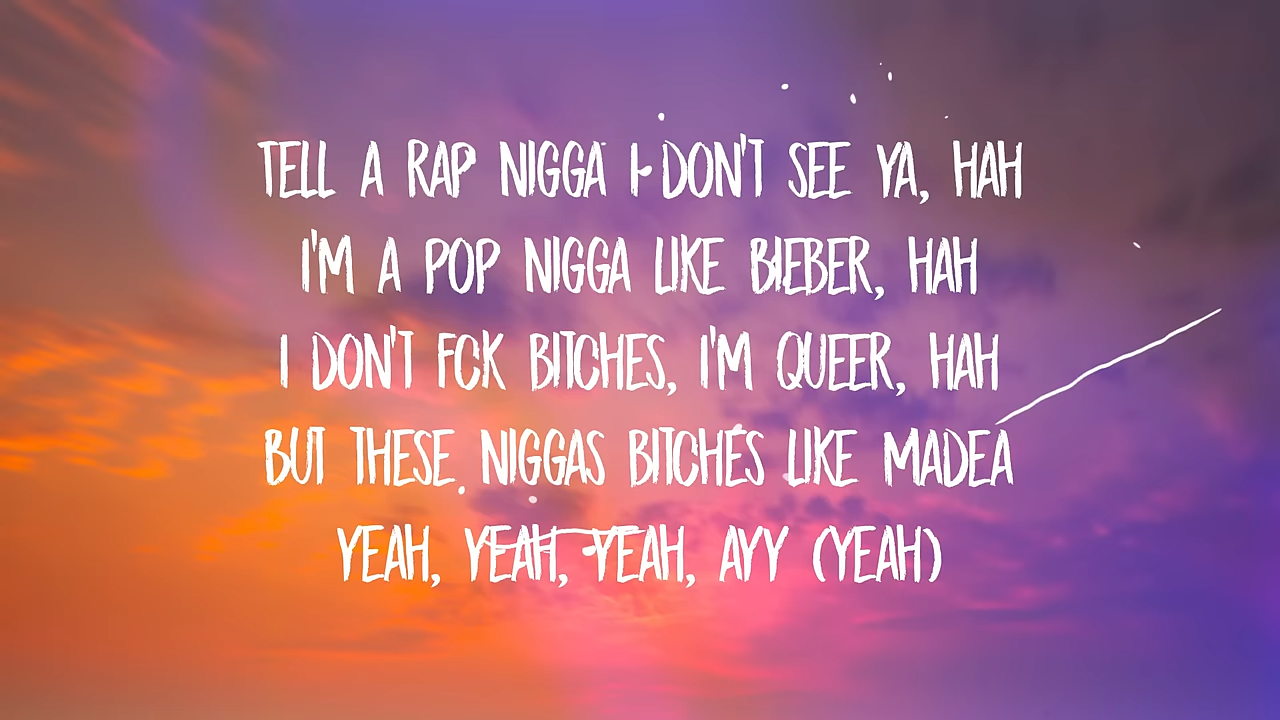 TELL A RAP NIGGA I DON'T SEE YA, HAH
I'M A POP NIGGA LIKE BIEBER, HAH
I DON'T FCK BITCHES, I'M QUEER, HAH
BUT THESE NIGGAS BITCHES LIKE MADEA
YEAH, YEAH, YEAH, AYY (YEAH)